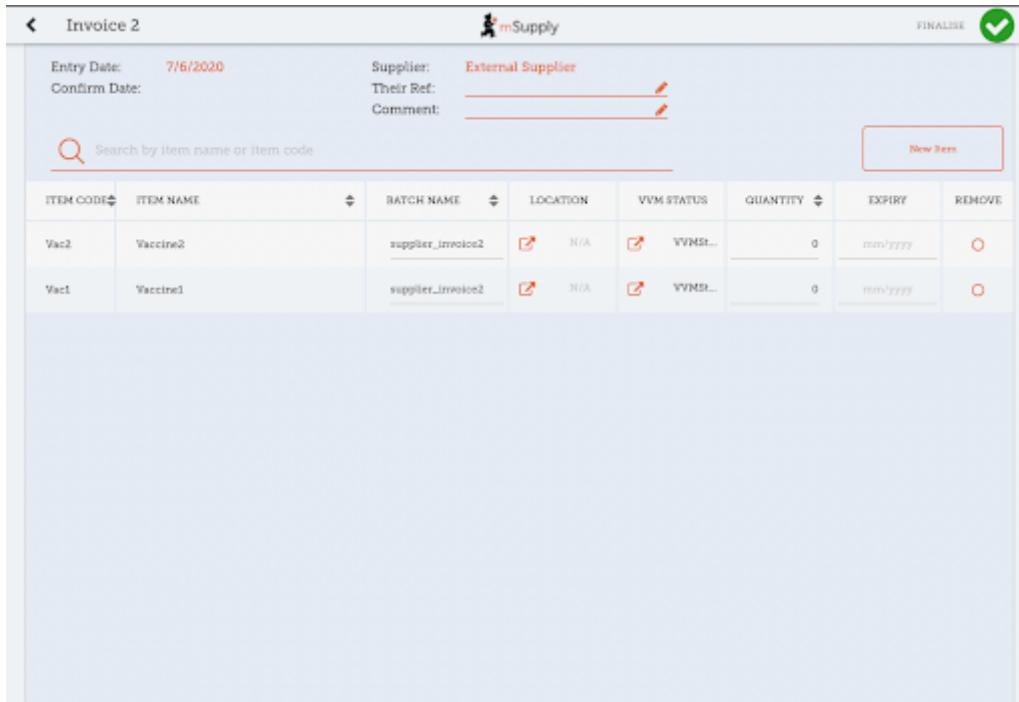 Invoice 2 mSupply FINALISE
Entry Date: 7/6/2020 Supplier: External Supplier
Confirm Date: Their Ref:
Comment:
Search by item name or item code New Item
ITEM CODE ITEM NAME BATCH NAME LOCATION VVM STATUS QUANTITY EXPIRY REMOVE
Vac2 Vaccine2 supplier_invoice2 N/A VVMSt... 0 mm/yyyy
Vac1 Vaccine1 supplier_invoice2 N/A VVMSt... 0 mm/yyyy